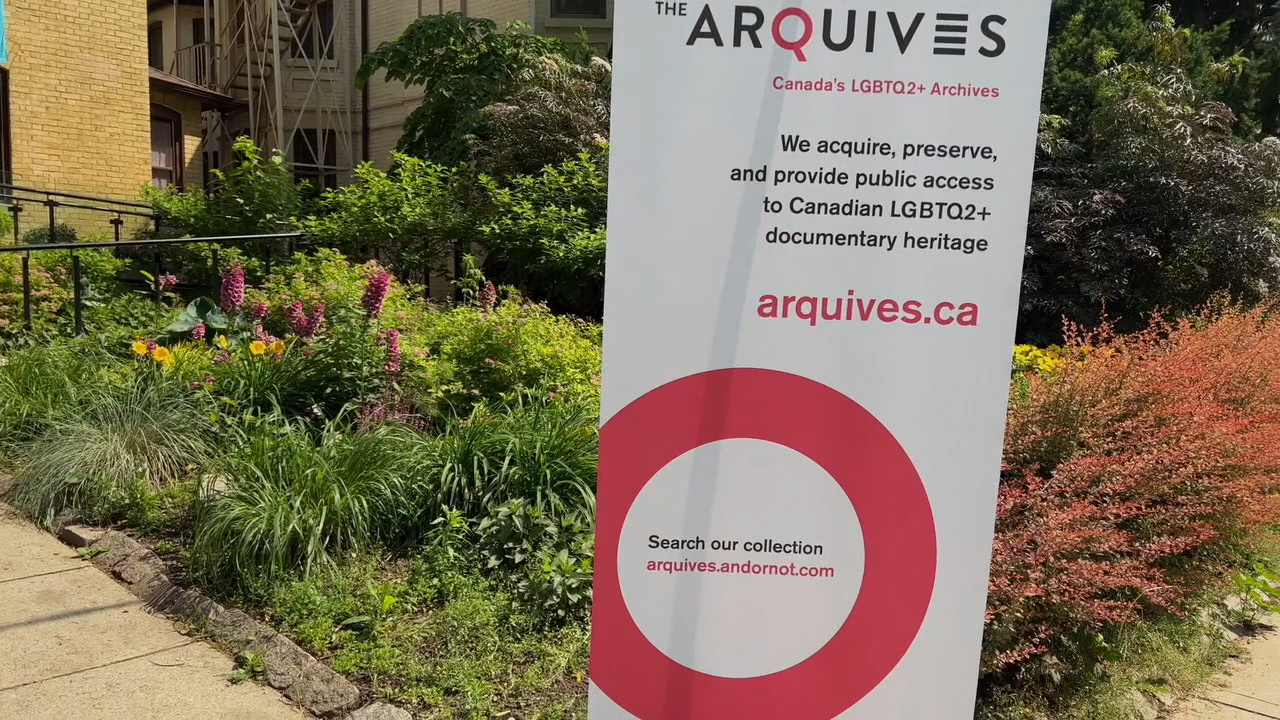 THE ARQUIVES
Canada's LGBTQ2+ Archives
We acquire, preserve,
and provide public access
to Canadian LGBTQ2+
documentary heritage
arquives.ca
Search our collection
arquives.andornot.com